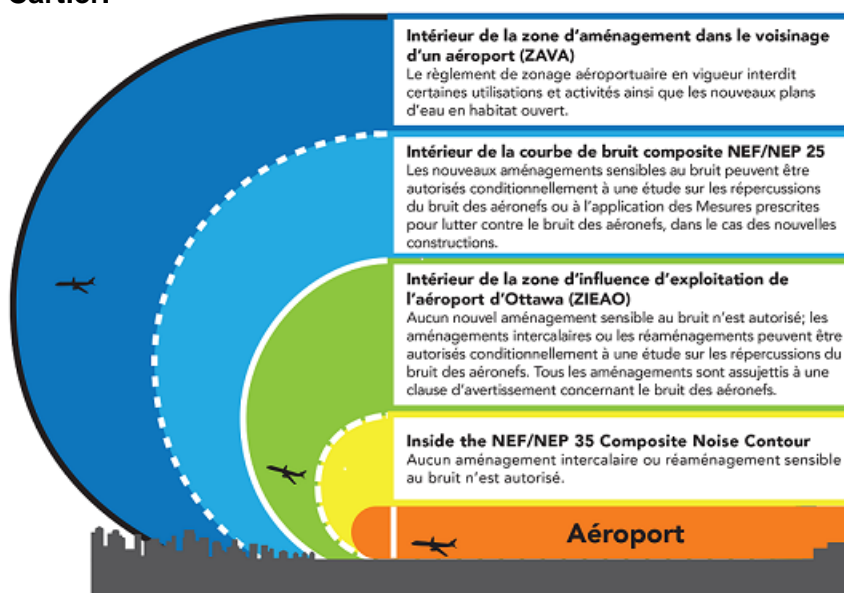 Cartier.
Intérieur de la zone d'aménagement dans le voisinage
d'un aéroport (ZAVA)
Le règlement de zonage aéroportuaire en vigueur interdit
certaines utilisations et activités ainsi que les nouveaux plans
d'eau en habitat ouvert.
Intérieur de la courbe de bruit composite NEF/NEP 25
Les nouveaux aménagements sensibles au bruit peuvent être
autorisés conditionnellement à une étude sur les répercussions
du bruit des aéronefs ou à l'application des Mesures prescrites
pour lutter contre le bruit des aéronefs, dans le cas des nouvelles
constructions.
Intérieur de la zone d'influence d'exploitation de
l'aéroport d'Ottawa (ZIEAO)
Aucun nouvel aménagement sensible au bruit n'est autorisé; les
aménagements intercalaires ou les réaménagements peuvent être
autorisés conditionnellement à une étude sur les répercussions du
bruit des aéronefs. Tous les aménagements sont assujettis à une
clause d'avertissement concernant le bruit des aéronefs.
Inside the NEF/NEP 35 Composite Noise Contour
Aucun aménagement intercalaire ou réaménagement sensible
au bruit n'est autorisé.
Aéroport